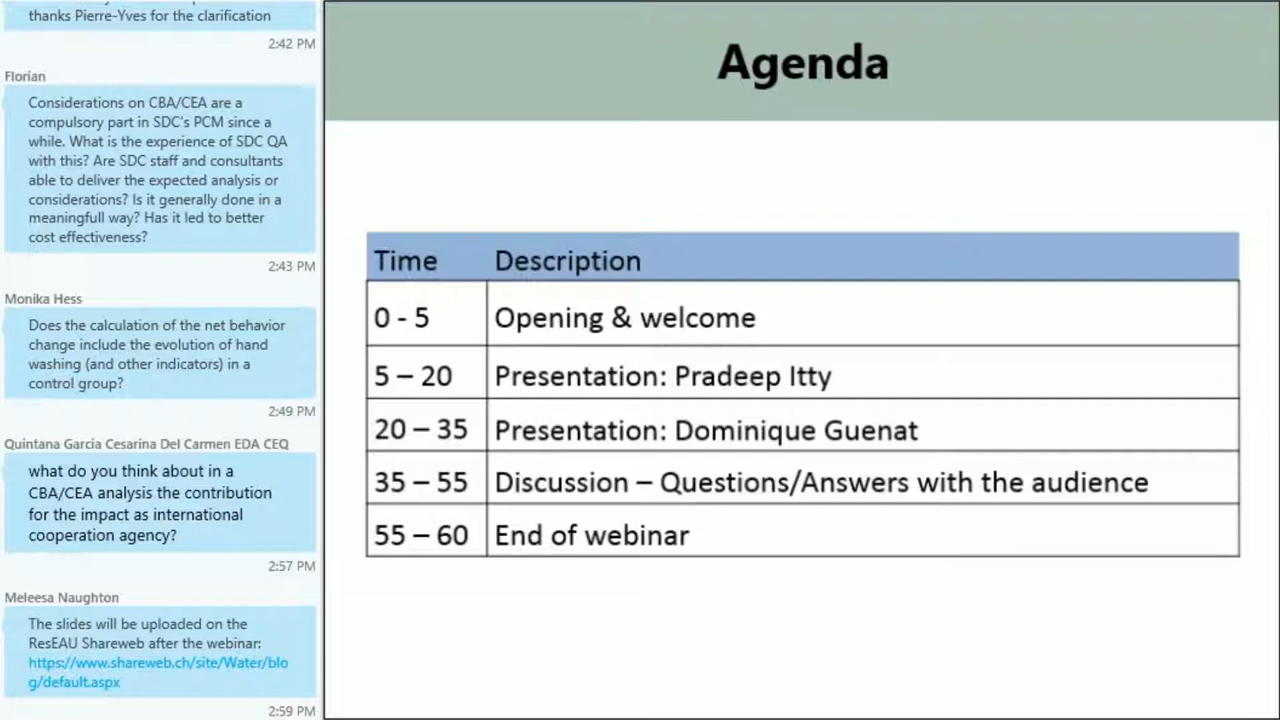 thanks Pierre-Yves for the clarification
2:42 PM
Florian
Considerations on CBA/CEA are a
compulsory part in SDC's PCM since a
while. What is the experience of SDC QA
with this? Are SDC staff and consultants
able to deliver the expected analysis or
considerations? Is it generally done in a
meaningfull way? Has it led to better
cost effectiveness?
2:43 PM
Monika Hess
Does the calculation of the net behavior
change include the evolution of hand
washing (and other indicators) in a
control group?
2:49 PM
Quintana Garcia Cesarina Del Carmen EDA CEQ
what do you think about in a
CBA/CEA analysis the contribution
for the impact as international
cooperation agency?
2:57 PM
Meleesa Naughton
The slides will be uploaded on the
ResEAU Shareweb after the webinar:
https://www.shareweb.ch/site/Water/blo
g/default.aspx
2:59 PM
Agenda
Time Description
0 - 5 Opening & welcome
5 – 20 Presentation: Pradeep Itty
20 – 35 Presentation: Dominique Guenat
35 – 55 Discussion – Questions/Answers with the audience
55 – 60 End of webinar